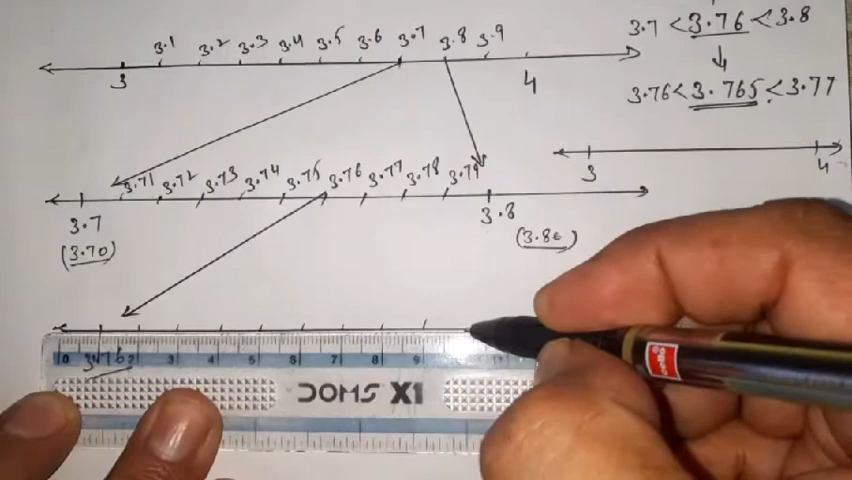 3.1 3.2 3.3 3.4 3.5 3.6 3.7 3.8 3.9
3 4
3.7 < 3.76 < 3.8
3.76 < 3.765 < 3.77
3 4
3.71 3.72 3.73 3.74 3.75 3.76 3.77 3.78 3.79
3.7 3.8
(3.70) (3.80)
0 1 2 3 4 5 6 7 8 9
3.76
DOMS X1